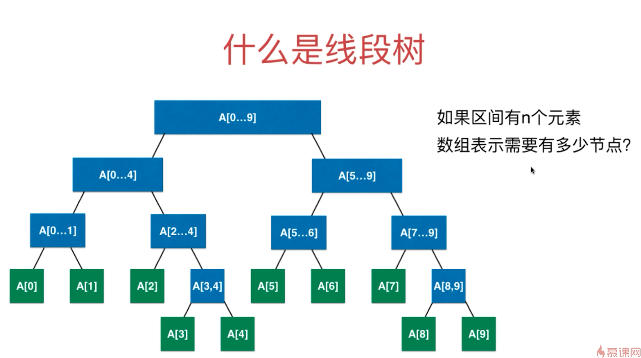 什么是线段树
如果区间有n个元素
数组表示需要有多少节点?
A[0…9]
A[0…4]
A[5…9]
A[0…1]
A[2…4]
A[5…6]
A[7…9]
A[0]
A[1]
A[2]
A[3,4]
A[5]
A[6]
A[7]
A[8,9]
A[3]
A[4]
A[8]
A[9]
慕课网